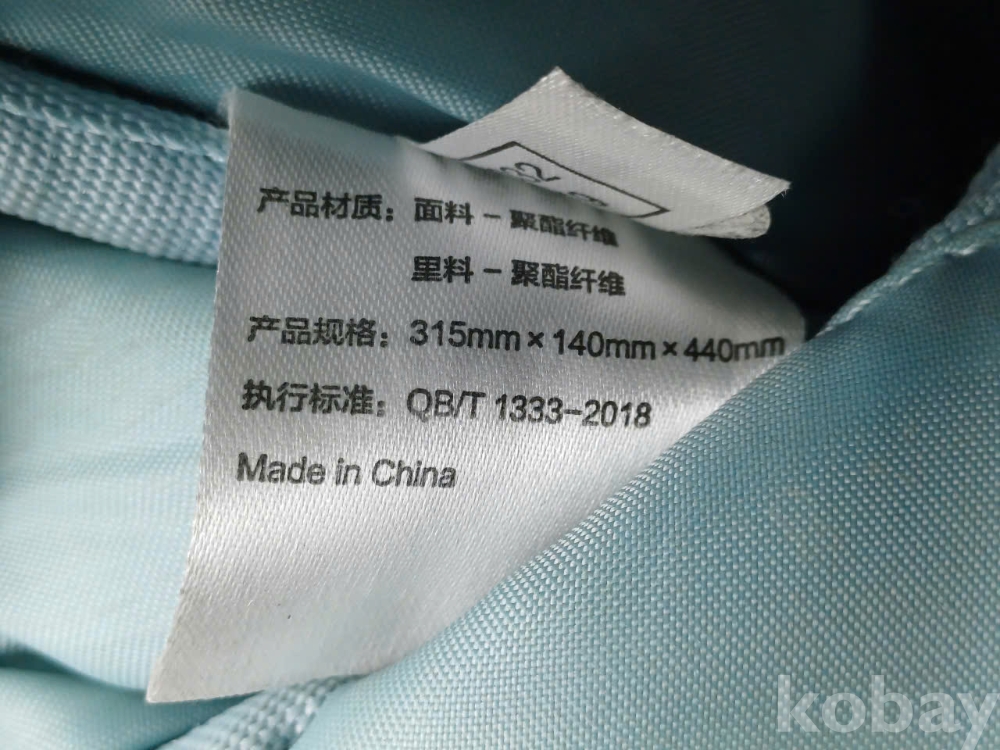 产品材质：面料－聚酯纤维
里料－聚酯纤维
产品规格：315mm×140mm×440mm
执行标准：QB/T 1333-2018
Made in China
kobay